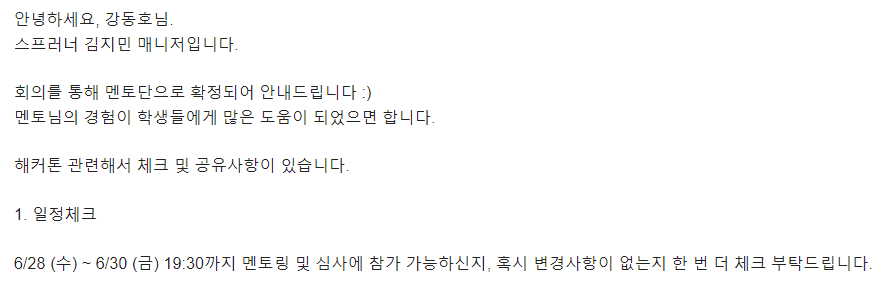 안녕하세요, 강동호님.
스프러너 김지민 매니저입니다.
회의를 통해 멘토단으로 확정되어 안내드립니다 :)
멘토님의 경험이 학생들에게 많은 도움이 되었으면 합니다.
해커톤 관련해서 체크 및 공유사항이 있습니다.
1. 일정체크
6/28 (수) ~ 6/30 (금) 19:30까지 멘토링 및 심사에 참가 가능하신지, 혹시 변경사항이 없는지 한 번 더 체크 부탁드립니다.